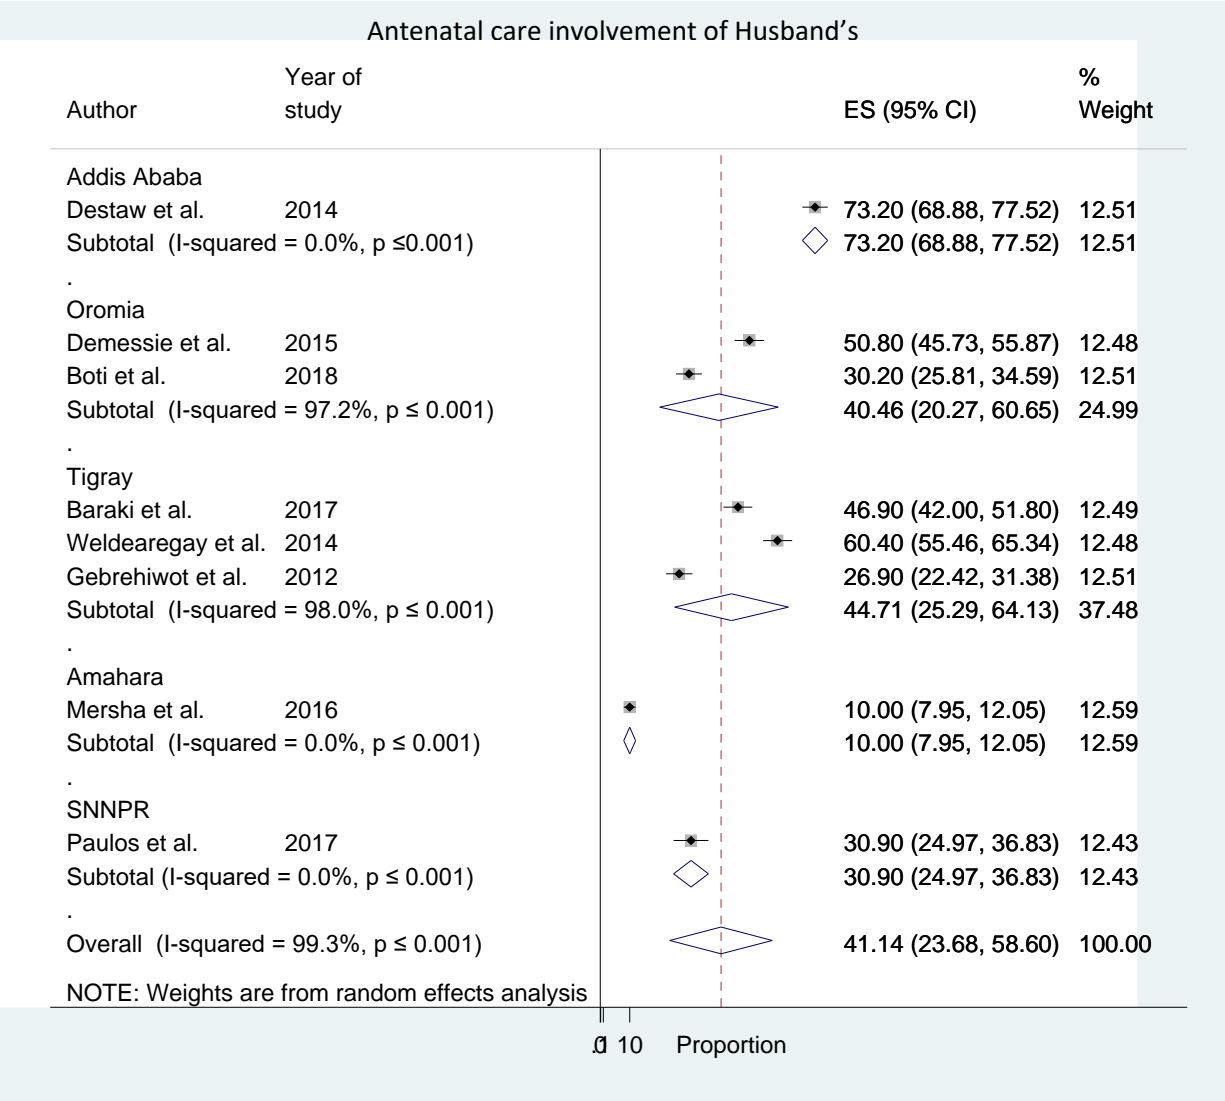 Antenatal care involvement of Husband's
Year of %
Author study ES (95% CI) Weight
Addis Ababa
Destaw et al. 2014 73.20 (68.88, 77.52) 12.51
Subtotal (I-squared = 0.0%, p ≤0.001) 73.20 (68.88, 77.52) 12.51
.
Oromia
Demessie et al. 2015 50.80 (45.73, 55.87) 12.48
Boti et al. 2018 30.20 (25.81, 34.59) 12.51
Subtotal (I-squared = 97.2%, p ≤ 0.001) 40.46 (20.27, 60.65) 24.99
.
Tigray
Baraki et al. 2017 46.90 (42.00, 51.80) 12.49
Weldearegay et al. 2014 60.40 (55.46, 65.34) 12.48
Gebrehiwot et al. 2012 26.90 (22.42, 31.38) 12.51
Subtotal (I-squared = 98.0%, p ≤ 0.001) 44.71 (25.29, 64.13) 37.48
.
Amahara
Mersha et al. 2016 10.00 (7.95, 12.05) 12.59
Subtotal (I-squared = 0.0%, p ≤ 0.001) 10.00 (7.95, 12.05) 12.59
.
SNNPR
Paulos et al. 2017 30.90 (24.97, 36.83) 12.43
Subtotal (I-squared = 0.0%, p ≤ 0.001) 30.90 (24.97, 36.83) 12.43
.
Overall (I-squared = 99.3%, p ≤ 0.001) 41.14 (23.68, 58.60) 100.00
NOTE: Weights are from random effects analysis
10 Proportion